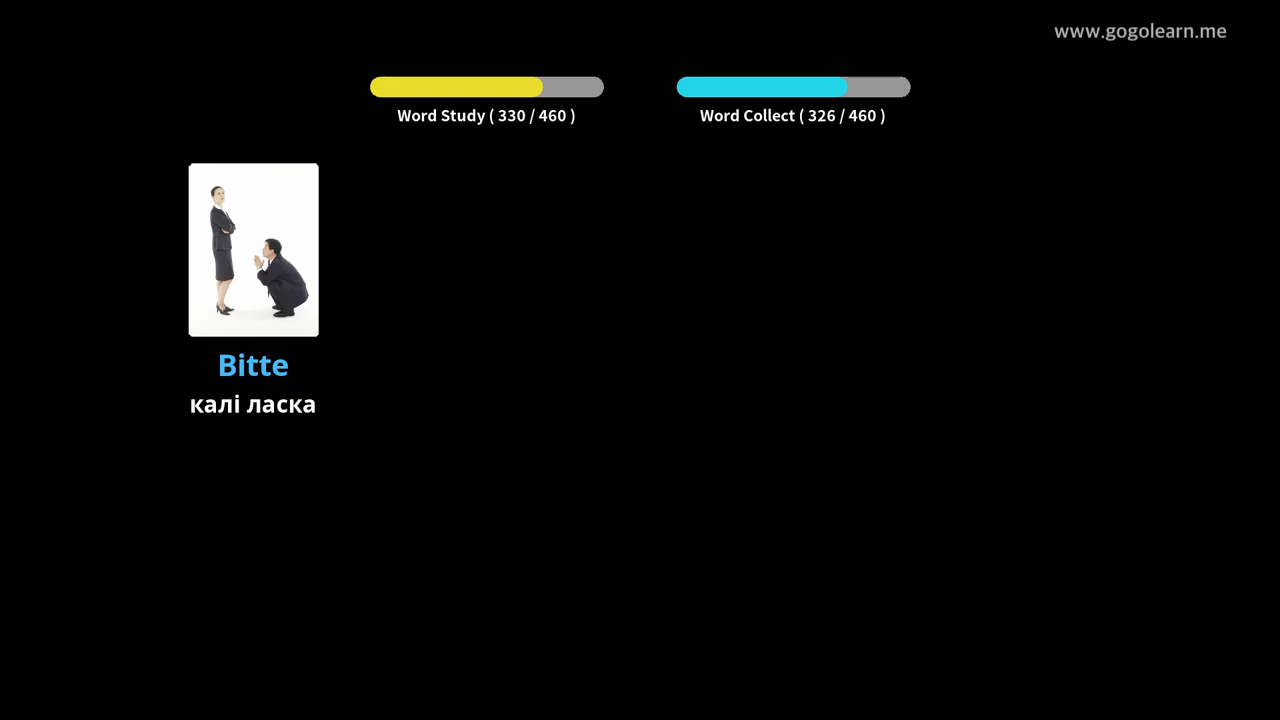 www.gogolearn.me
Word Study ( 330 / 460 )
Word Collect ( 326 / 460 )
Bitte
калі ласка